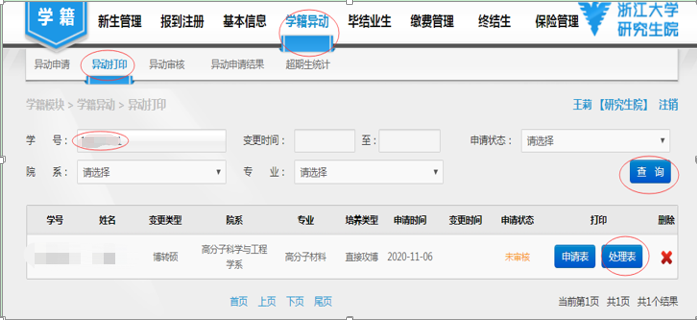 学籍
新生管理 报到注册 基本信息 学籍异动 毕结业生 缴费管理 终结生 保险管理
浙江大学
研究生院
异动申请 异动打印 异动审核 异动申请结果 超期生统计
学籍模块 > 学籍异动 > 异动打印
王莉 【研究生院】 注销
学 号: 变更时间: 至: 申请状态: 请选择
院 系: 请选择 专 业: 请选择 查 询
学号 姓名 变更类型 院系 专业 培养类型 申请时间 变更时间 申请状态 打印 删除
博转硕 高分子科学与工程学系 高分子材料 直接攻博 2020-11-06 未审核 申请表 处理表
首页 上页 下页 尾页 当前第1页 共1页 共1个结果